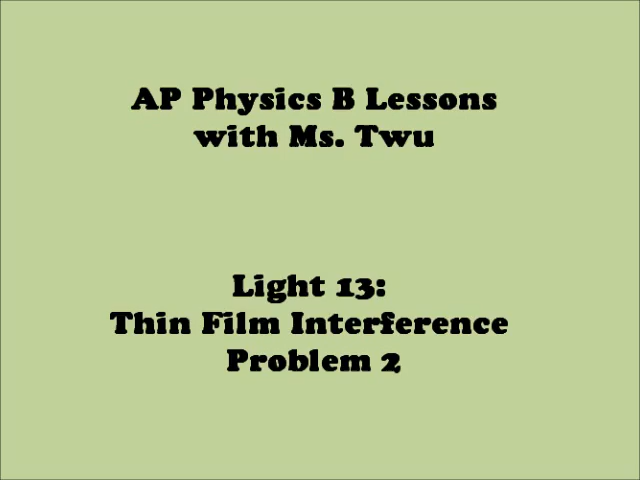 AP Physics B Lessons
with Ms. Twu
Light 13:
Thin Film Interference
Problem 2